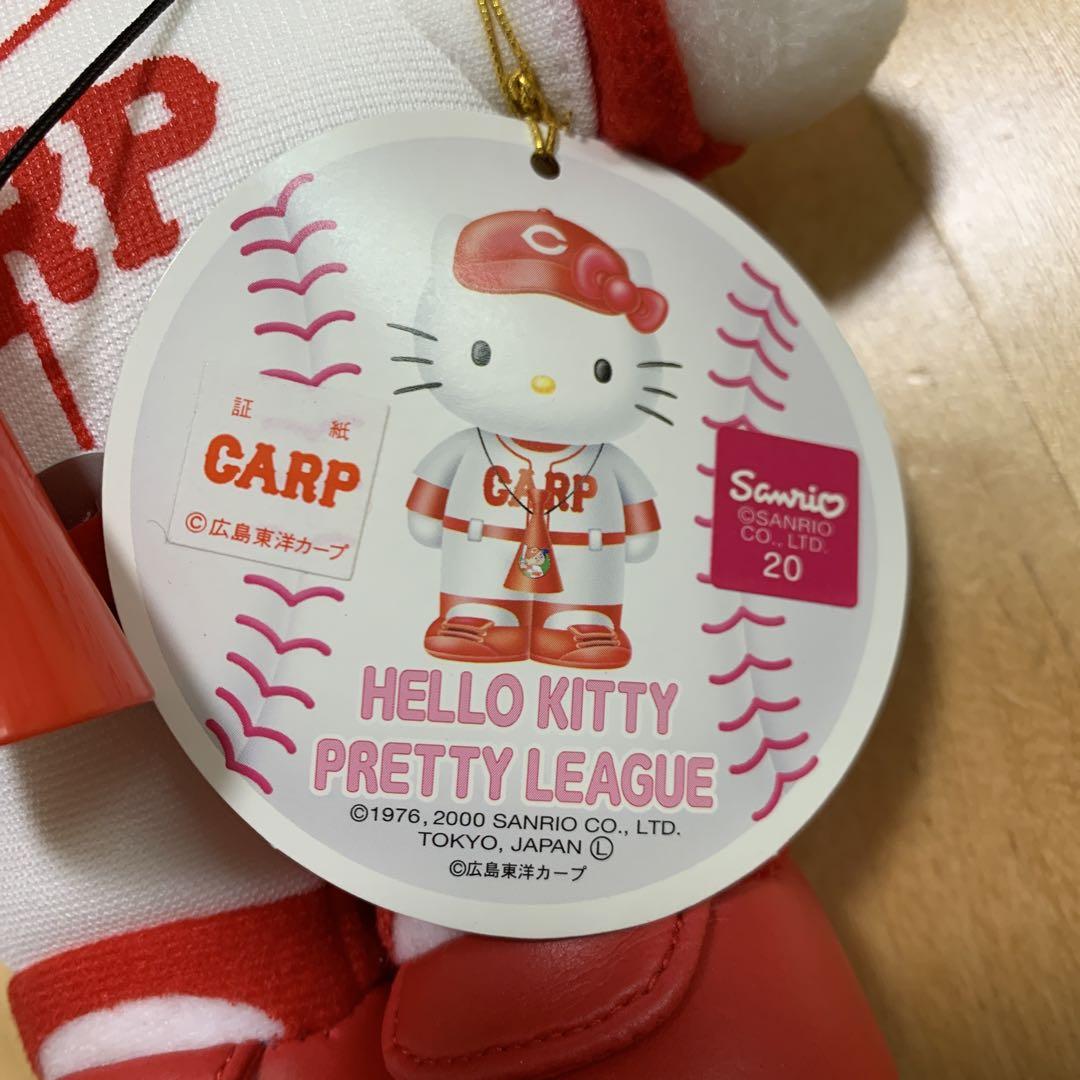 RP
C
証 紙
CARP
©広島東洋カープ
CARP
Sanrio
©SANRIO
CO., LTD.
20
HELLO KITTY
PRETTY LEAGUE
©1976, 2000 SANRIO CO., LTD.
TOKYO, JAPAN Ⓛ
©広島東洋カープ